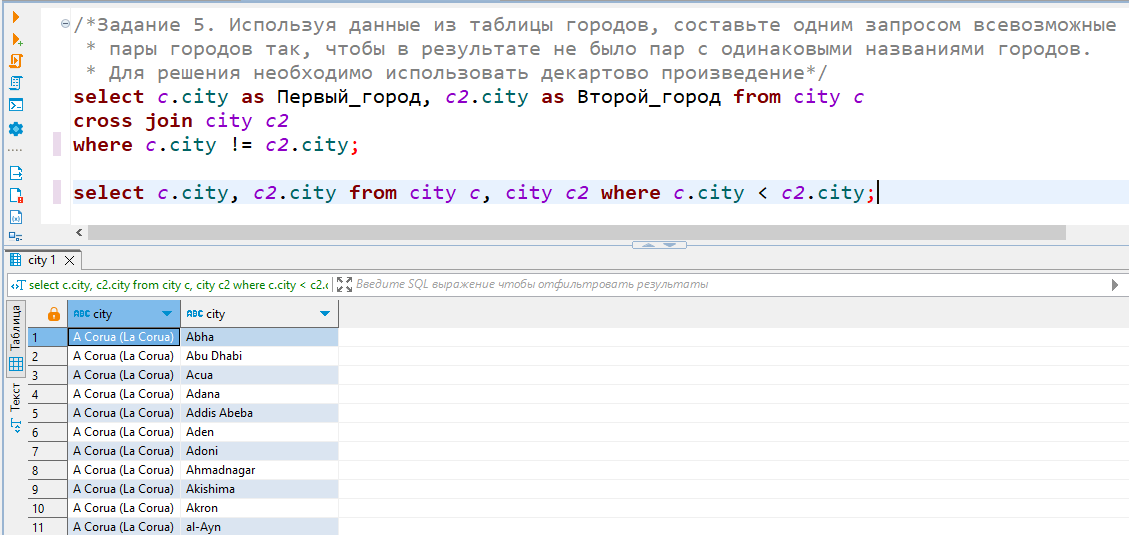 /*Задание 5. Используя данные из таблицы городов, составьте одним запросом всевозможные
* пары городов так, чтобы в результате не было пар с одинаковыми названиями городов.
* Для решения необходимо использовать декартово произведение*/
select c.city as Первый_город, c2.city as Второй_город from city c
cross join city c2
where c.city != c2.city;
select c.city, c2.city from city c, city c2 where c.city < c2.city;
city 1
select c.city, c2.city from city c, city c2 where c.city < c2.c
Введите SQL выражение чтобы отфильтровать результаты
Таблица
Текст
ABC city ABC city
1 A Corua (La Corua) Abha
2 A Corua (La Corua) Abu Dhabi
3 A Corua (La Corua) Acua
4 A Corua (La Corua) Adana
5 A Corua (La Corua) Addis Abeba
6 A Corua (La Corua) Aden
7 A Corua (La Corua) Adoni
8 A Corua (La Corua) Ahmadnagar
9 A Corua (La Corua) Akishima
10 A Corua (La Corua) Akron
11 A Corua (La Corua) al-Ayn